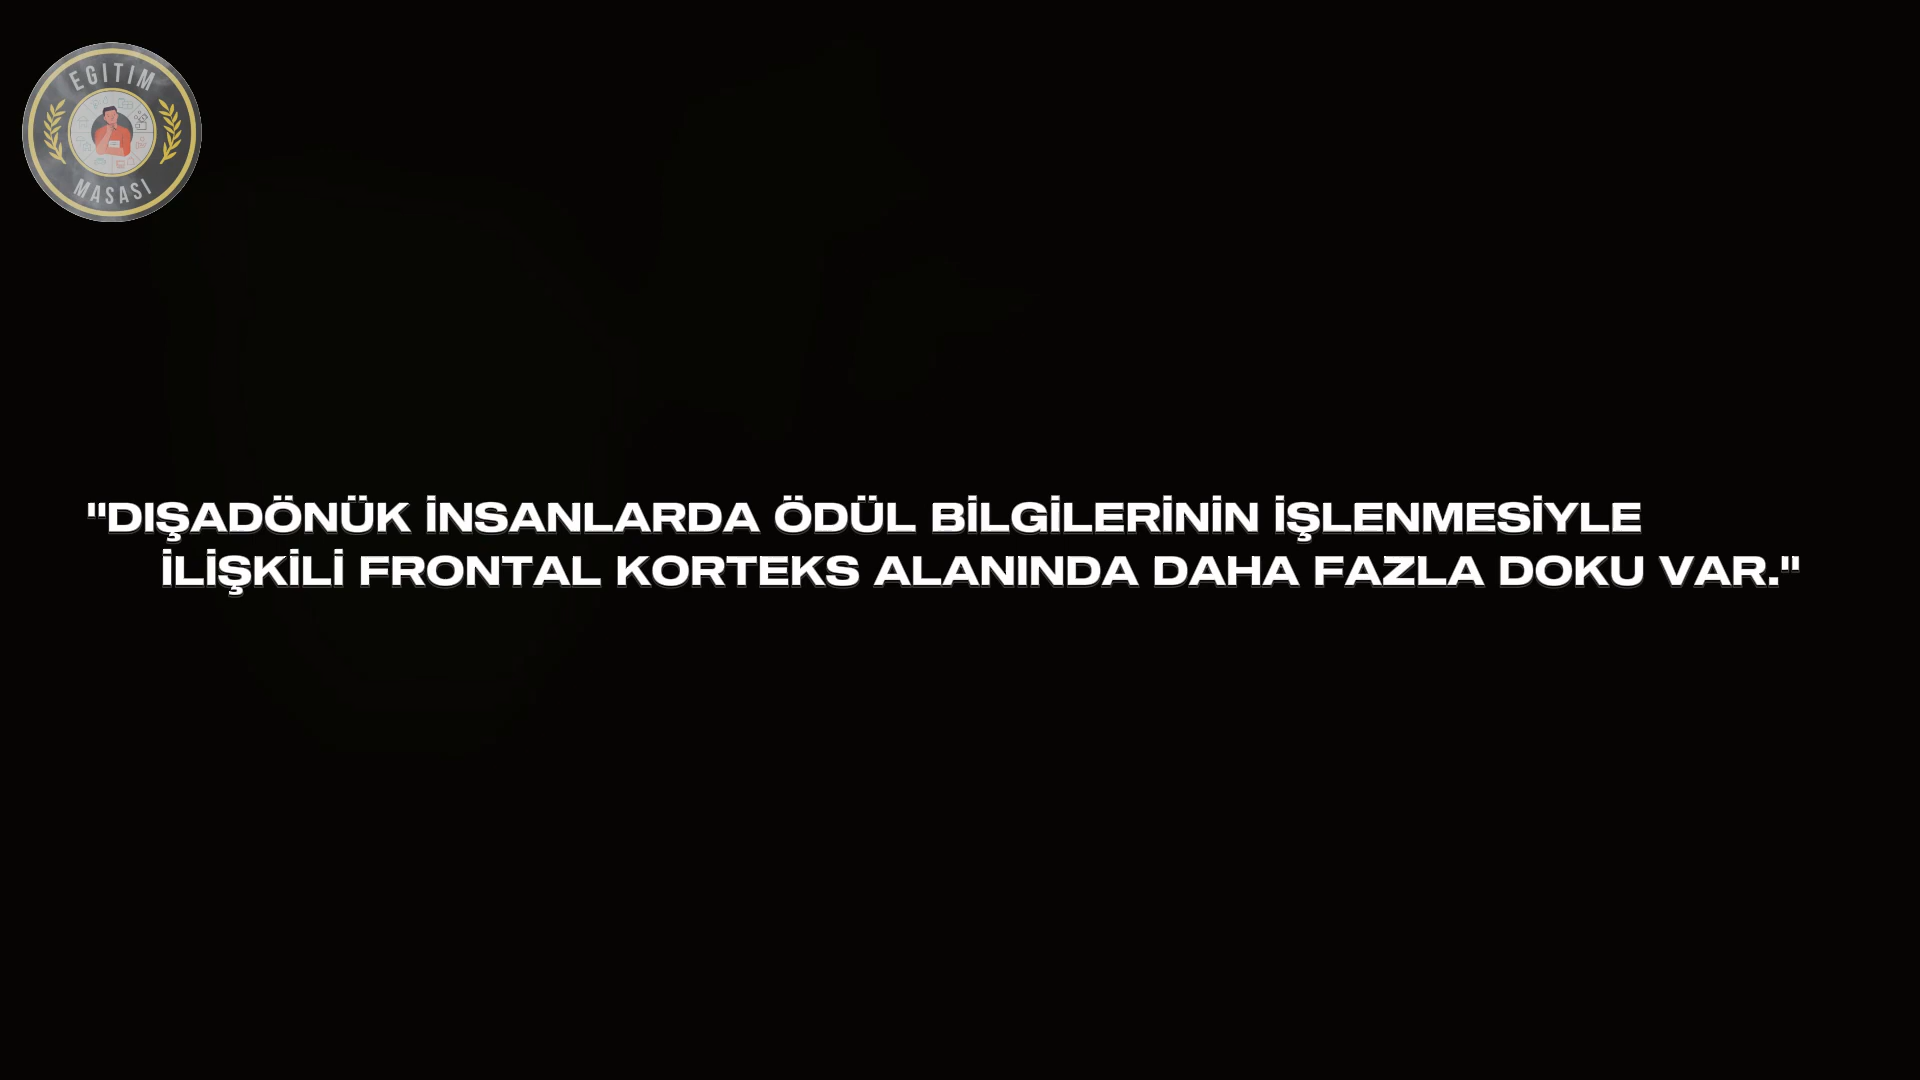 EGITIM
MASASI
"DIŞADÖNÜK İNSANLARDA ÖDÜL BİLGİLERİNİN İŞLENMESİYLE
İLİŞKİLİ FRONTAL KORTEKS ALANINDA DAHA FAZLA DOKU VAR."